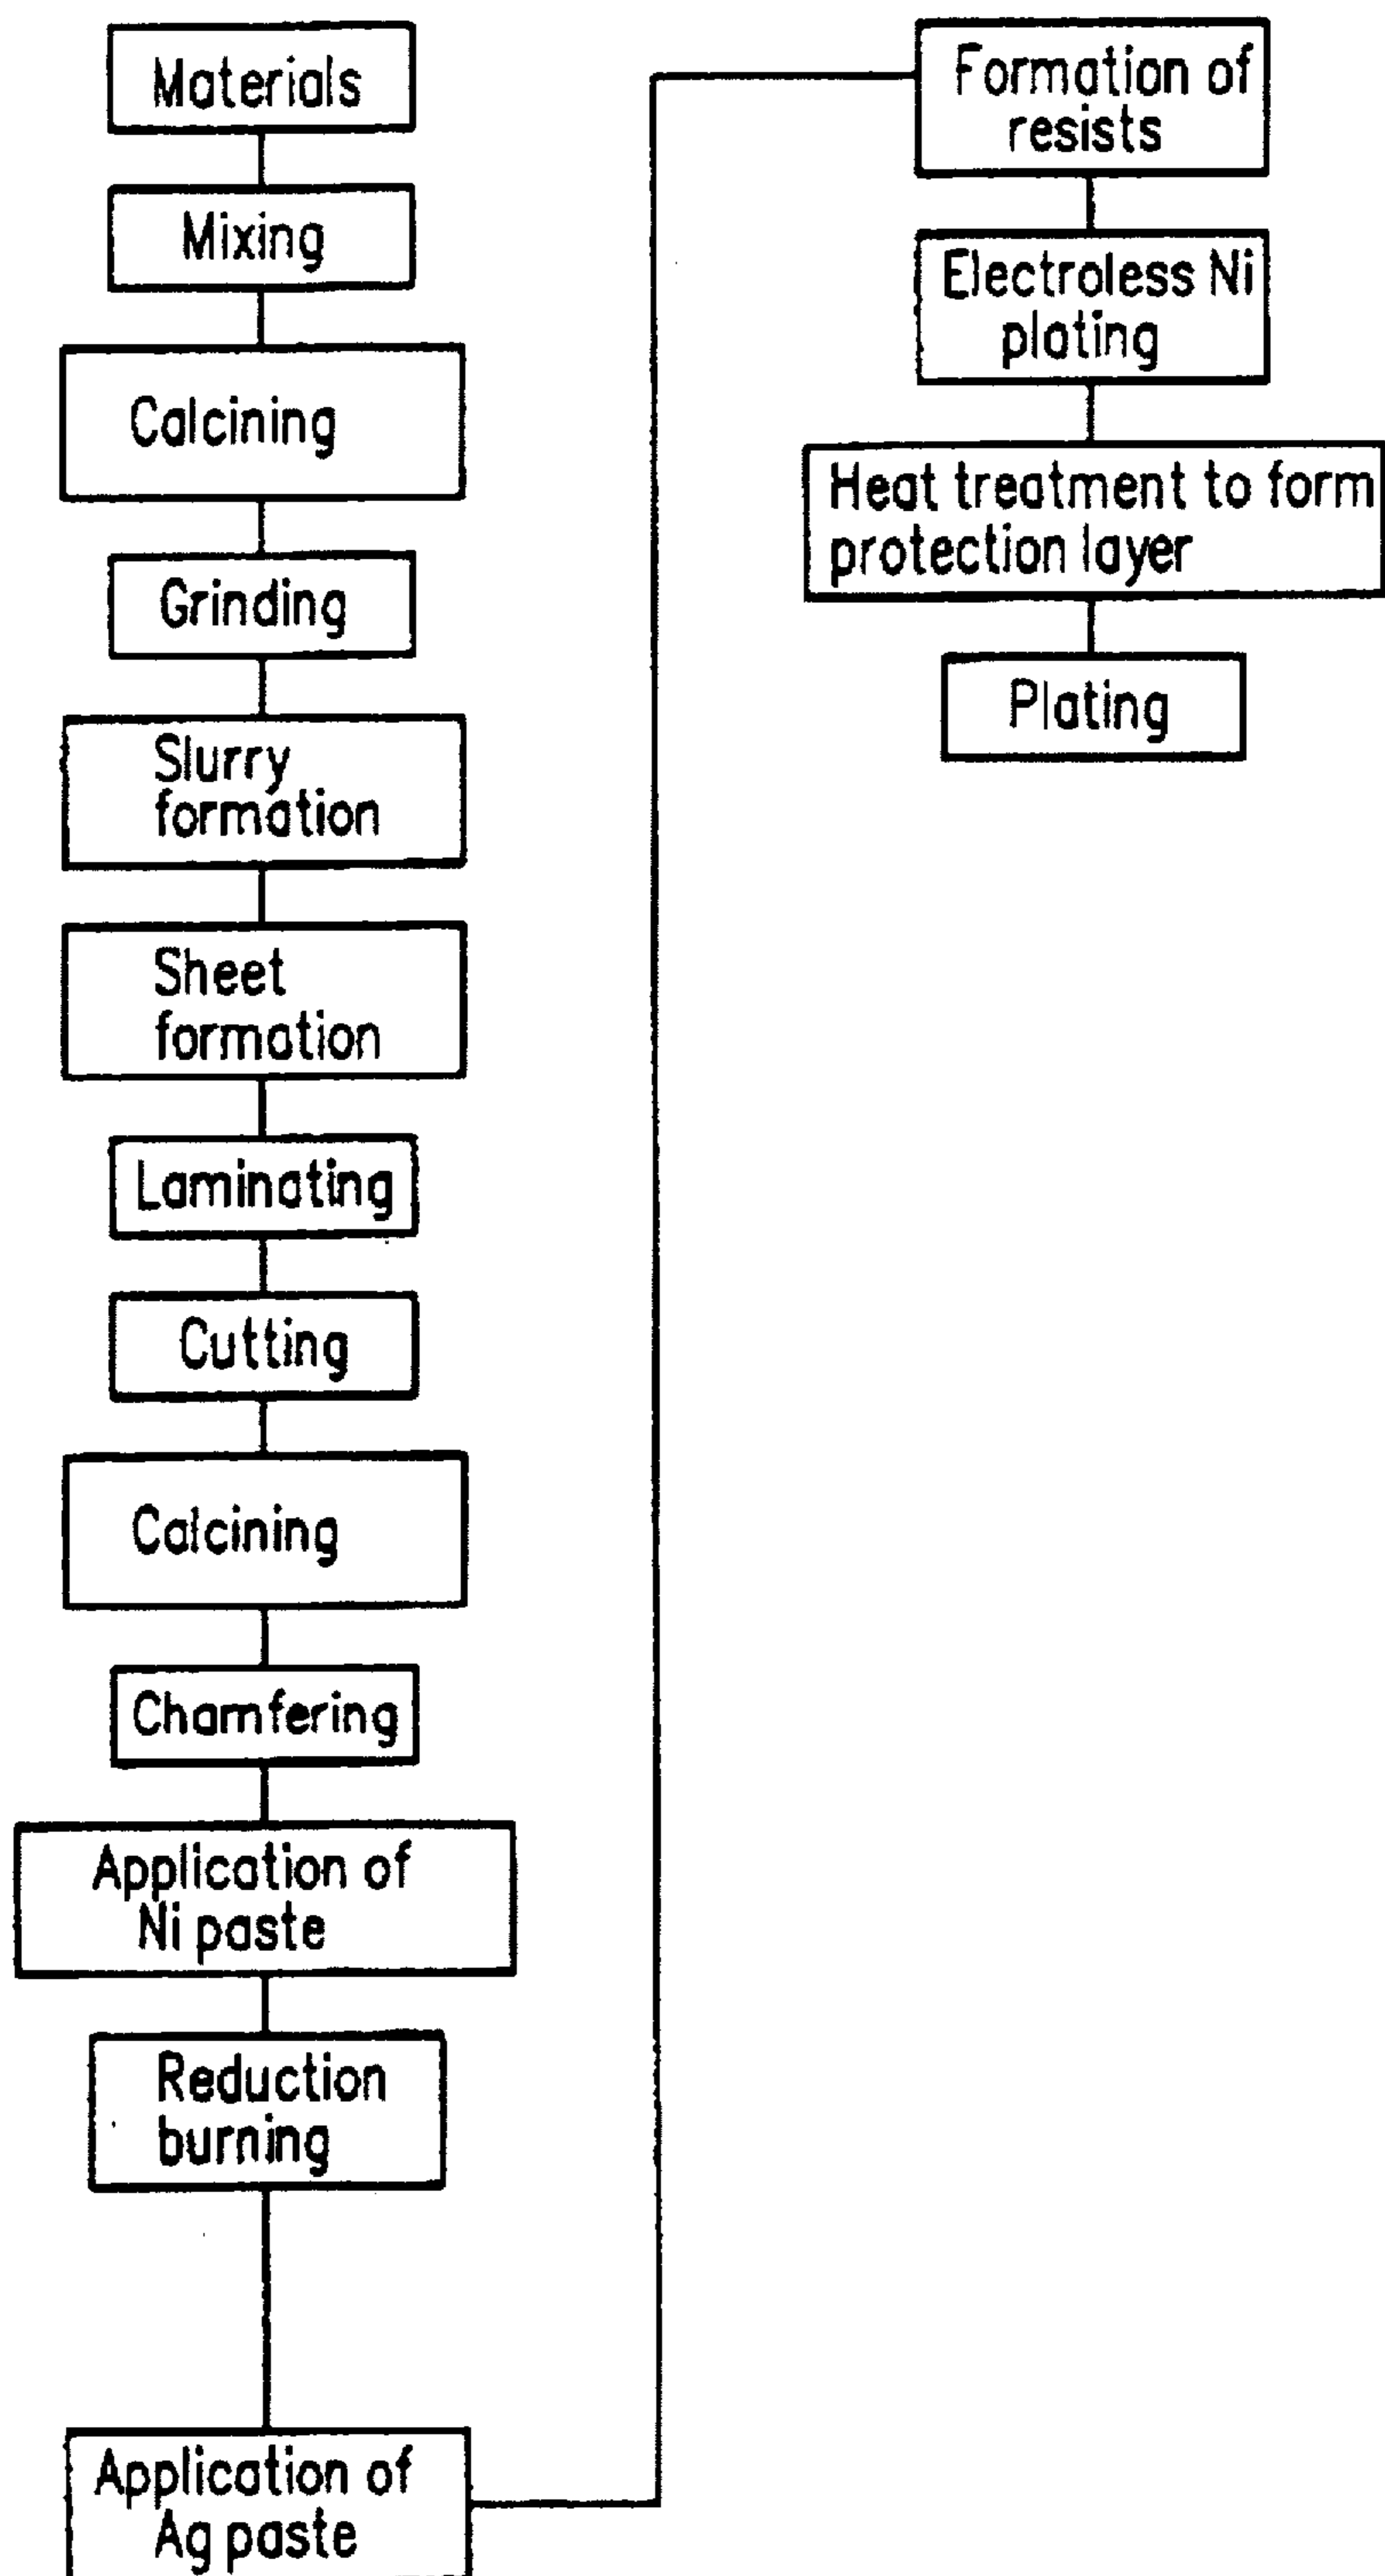 Materials
Mixing
Calcining
Grinding
Slurry
formation
Sheet
formation
Laminating
Cutting
Calcining
Chamfering
Application of
Ni paste
Reduction
burning
Application of
Ag paste
Formation of
resists
Electroless Ni
plating
Heat treatment to form
protection layer
Plating